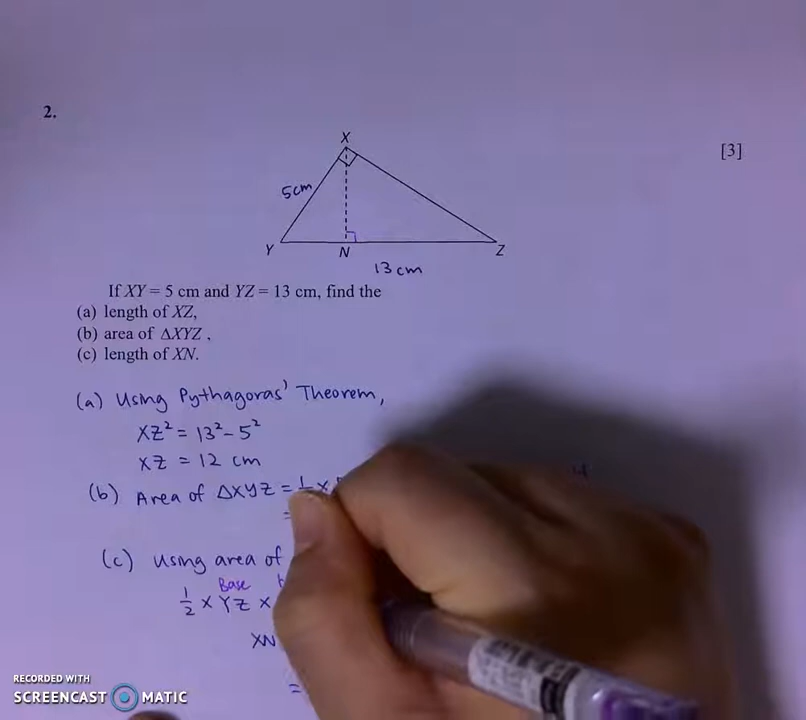 2.
X
[3]
5cm
Y N Z
13 cm
If XY = 5 cm and YZ = 13 cm, find the
(a) length of XZ,
(b) area of ΔXYZ ,
(c) length of XN.
(a) Using Pythagoras' Theorem,
XZ² = 13² - 5²
XZ = 12 cm
(b) Area of ΔXYZ = 1/2 x
=
(c) Using area of
Base
1/2 x YZ x
XN
=
RECORDED WITH
SCREENCAST MATIC